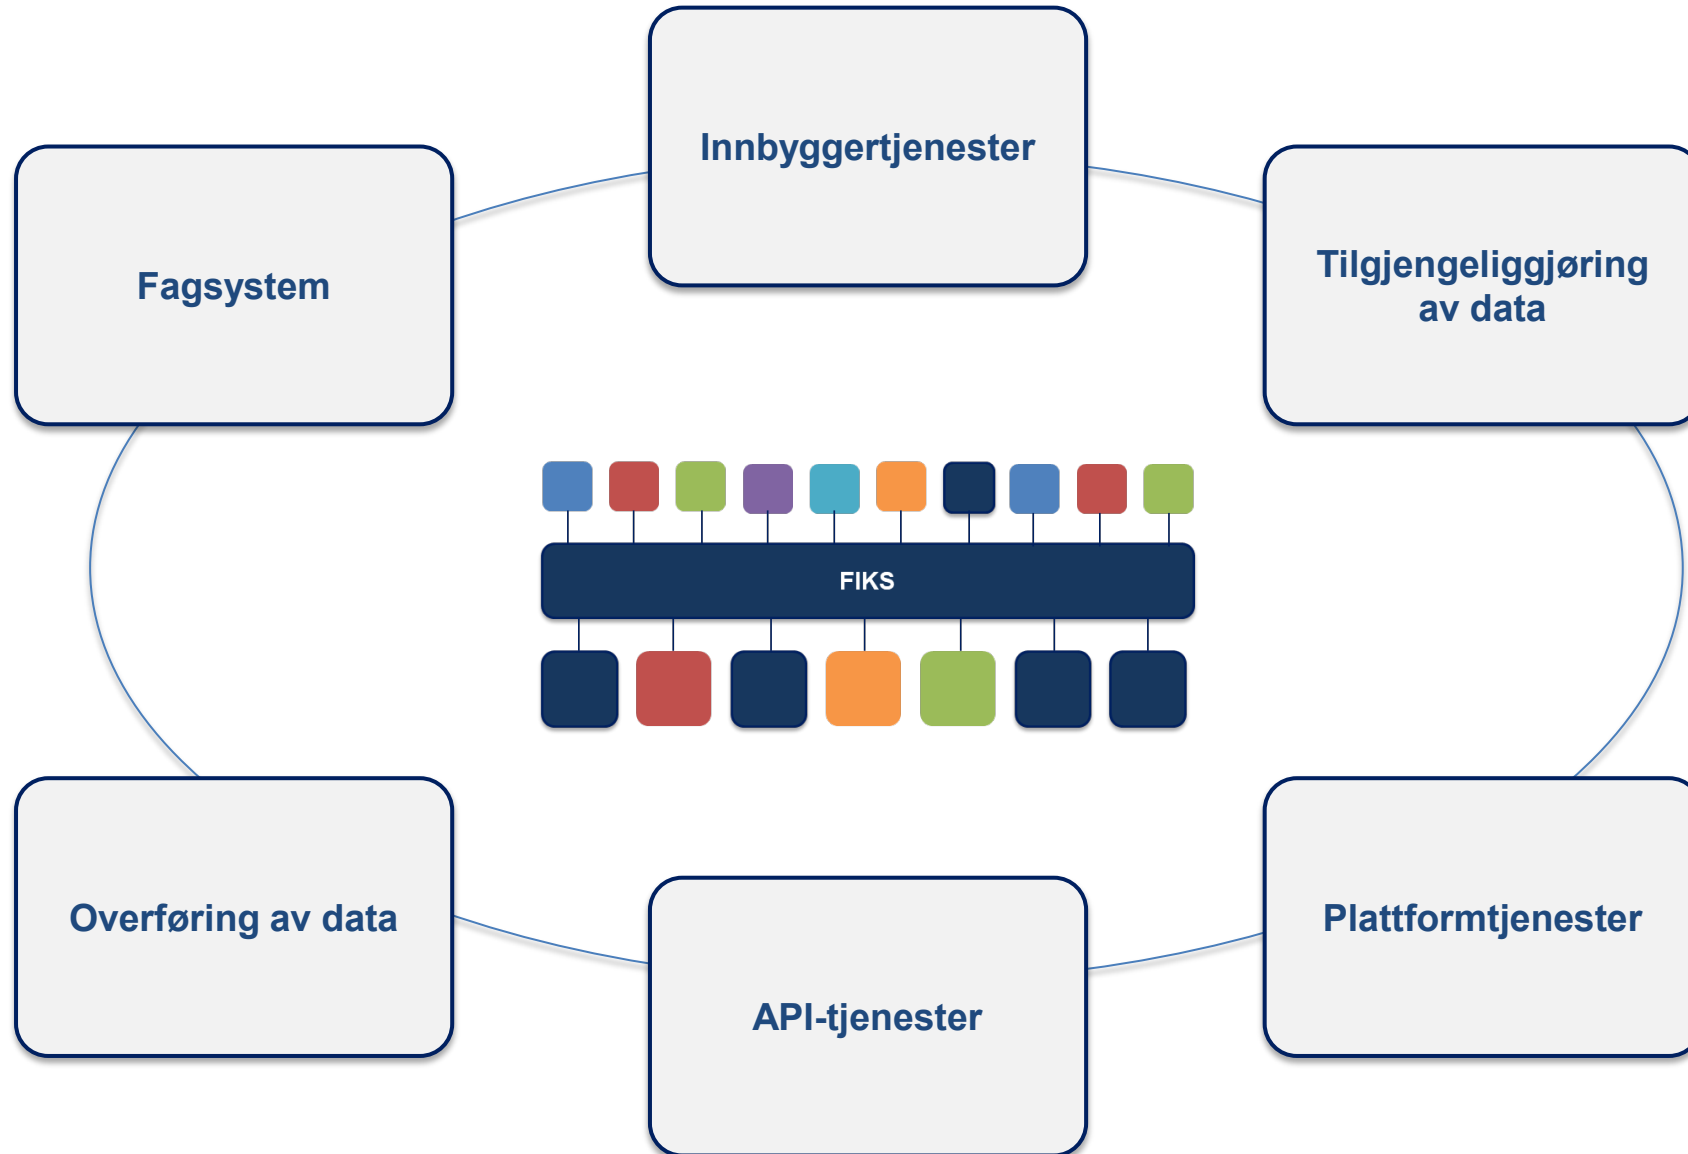 Innbyggertjenester
Fagsystem
Tilgjengeliggjøring
av data
FIKS
Overføring av data
Plattformtjenester
API-tjenester